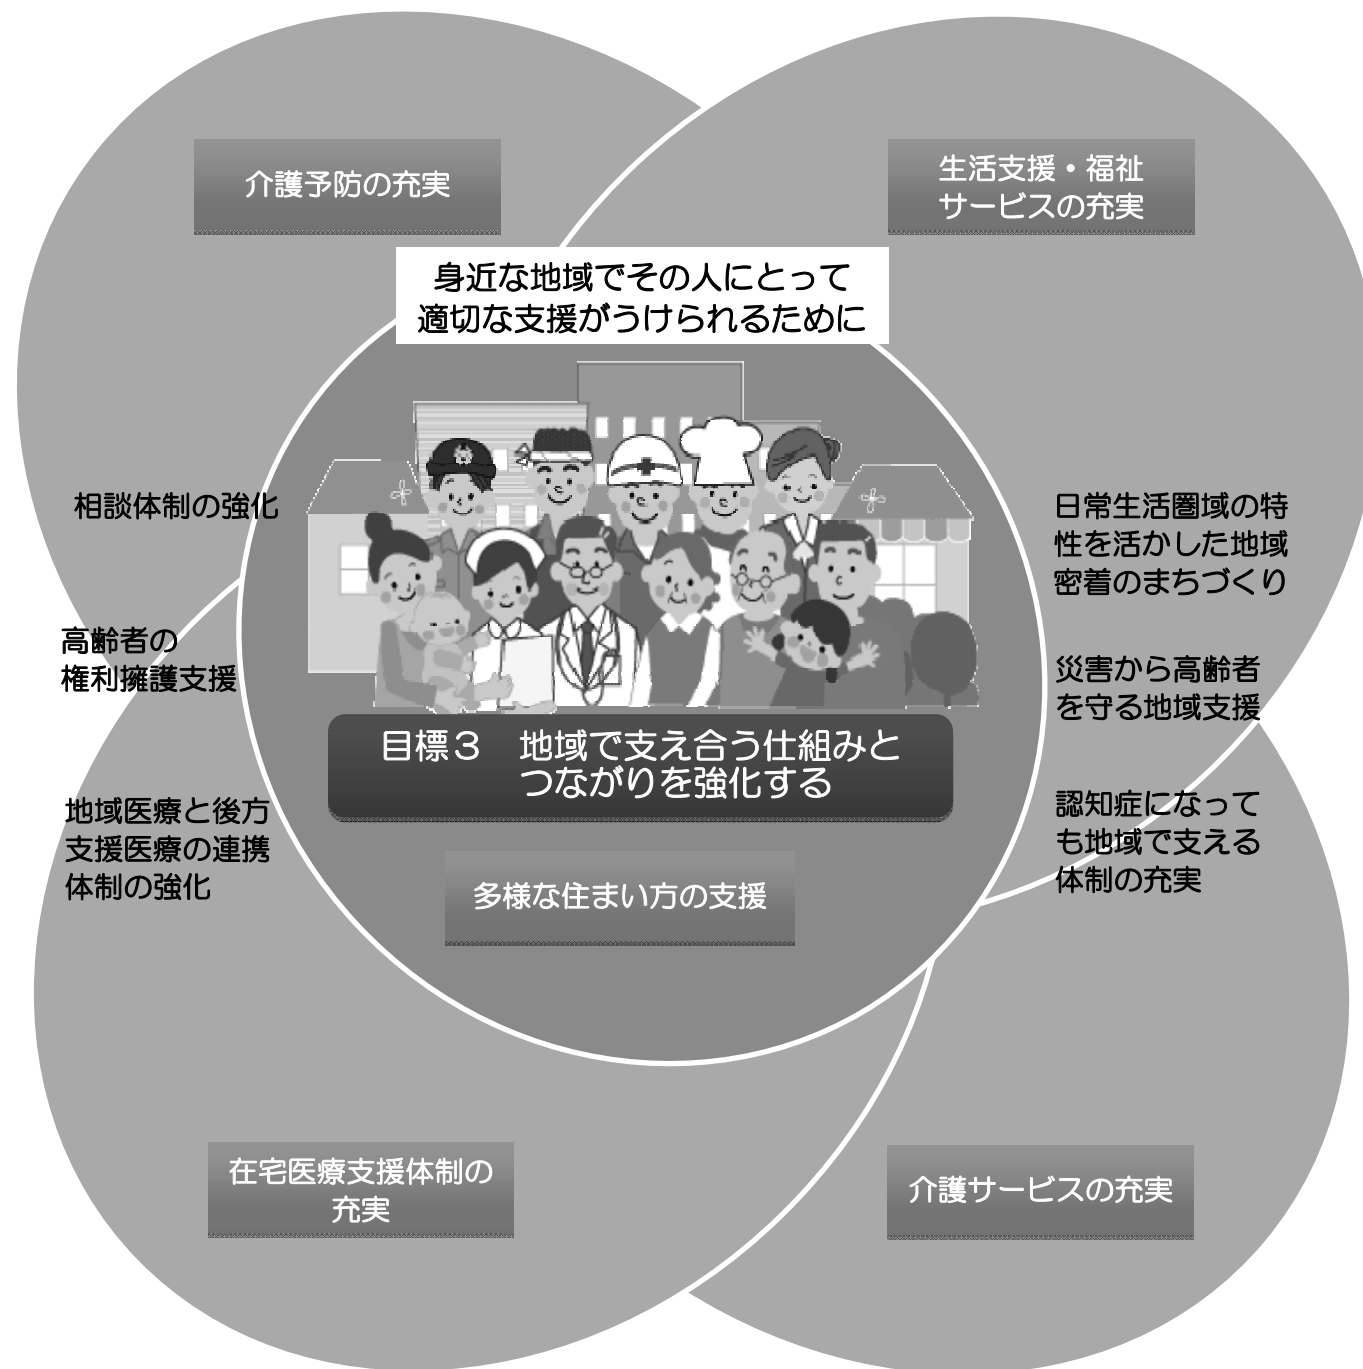 介護予防の充実
生活支援・福祉
サービスの充実
身近な地域でその人にとって
適切な支援がうけられるために
相談体制の強化
高齢者の
権利擁護支援
地域医療と後方
支援医療の連携
体制の強化
日常生活圏域の特
性を活かした地域
密着のまちづくり
災害から高齢者
を守る地域支援
認知症になって
も地域で支える
体制の充実
目標３　地域で支え合う仕組みと
つながりを強化する
多様な住まい方の支援
在宅医療支援体制の
充実
介護サービスの充実